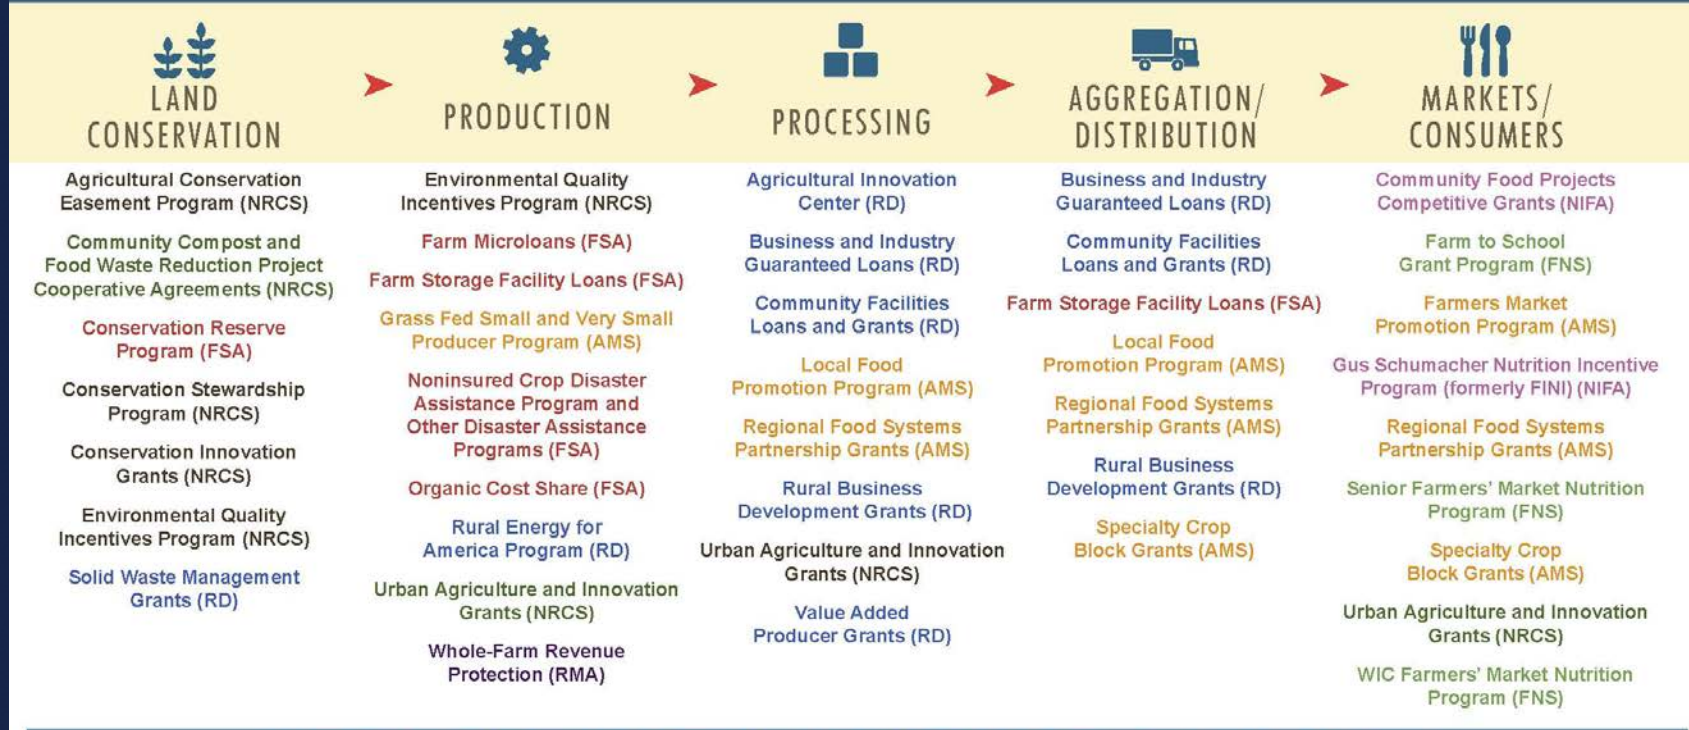 LAND
CONSERVATION
PRODUCTION
PROCESSING
AGGREGATION/
DISTRIBUTION
MARKETS/
CONSUMERS
Agricultural Conservation
Easement Program (NRCS)
Community Compost and
Food Waste Reduction Project
Cooperative Agreements (NRCS)
Conservation Reserve
Program (FSA)
Conservation Stewardship
Program (NRCS)
Conservation Innovation
Grants (NRCS)
Environmental Quality
Incentives Program (NRCS)
Solid Waste Management
Grants (RD)
Environmental Quality
Incentives Program (NRCS)
Farm Microloans (FSA)
Farm Storage Facility Loans (FSA)
Grass Fed Small and Very Small
Producer Program (AMS)
Noninsured Crop Disaster
Assistance Program and
Other Disaster Assistance
Programs (FSA)
Organic Cost Share (FSA)
Rural Energy for
America Program (RD)
Urban Agriculture and Innovation
Grants (NRCS)
Whole-Farm Revenue
Protection (RMA)
Agricultural Innovation
Center (RD)
Business and Industry
Guaranteed Loans (RD)
Community Facilities
Loans and Grants (RD)
Local Food
Promotion Program (AMS)
Regional Food Systems
Partnership Grants (AMS)
Rural Business
Development Grants (RD)
Urban Agriculture and Innovation
Grants (NRCS)
Value Added
Producer Grants (RD)
Business and Industry
Guaranteed Loans (RD)
Community Facilities
Loans and Grants (RD)
Farm Storage Facility Loans (FSA)
Local Food
Promotion Program (AMS)
Regional Food Systems
Partnership Grants (AMS)
Rural Business
Development Grants (RD)
Specialty Crop
Block Grants (AMS)
Community Food Projects
Competitive Grants (NIFA)
Farm to School
Grant Program (FNS)
Farmers Market
Promotion Program (AMS)
Gus Schumacher Nutrition Incentive
Program (formerly FINI) (NIFA)
Regional Food Systems
Partnership Grants (AMS)
Senior Farmers' Market Nutrition
Program (FNS)
Specialty Crop
Block Grants (AMS)
Urban Agriculture and Innovation
Grants (NRCS)
WIC Farmers' Market Nutrition
Program (FNS)